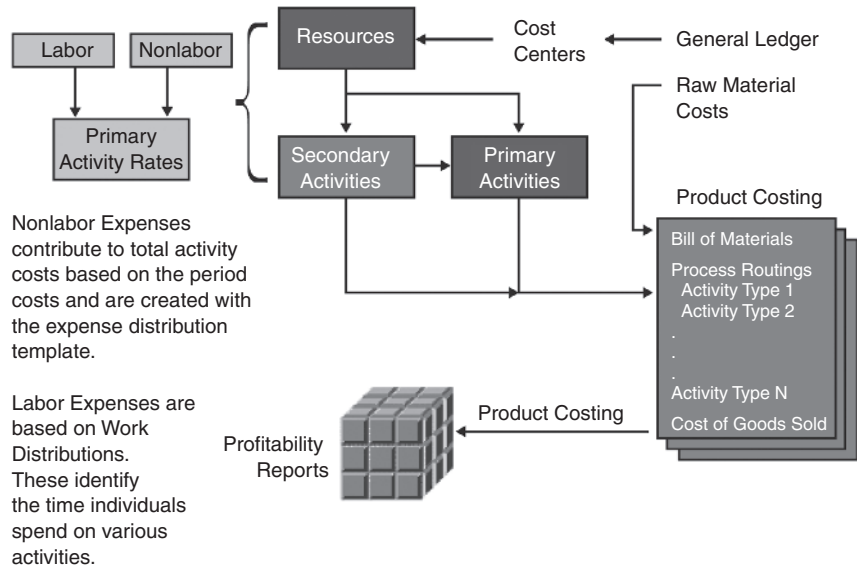 Labor
Nonlabor
Primary
Activity Rates
Resources
Cost
Centers
General Ledger
Raw Material
Costs
Secondary
Activities
Primary
Activities
Product Costing
Bill of Materials
Process Routings
Activity Type 1
Activity Type 2
.
.
.
Activity Type N
Cost of Goods Sold
Nonlabor Expenses
contribute to total activity
costs based on the period
costs and are created with
the expense distribution
template.
Labor Expenses are
based on Work
Distributions.
These identify
the time individuals
spend on various
activities.
Profitability
Reports
Product Costing